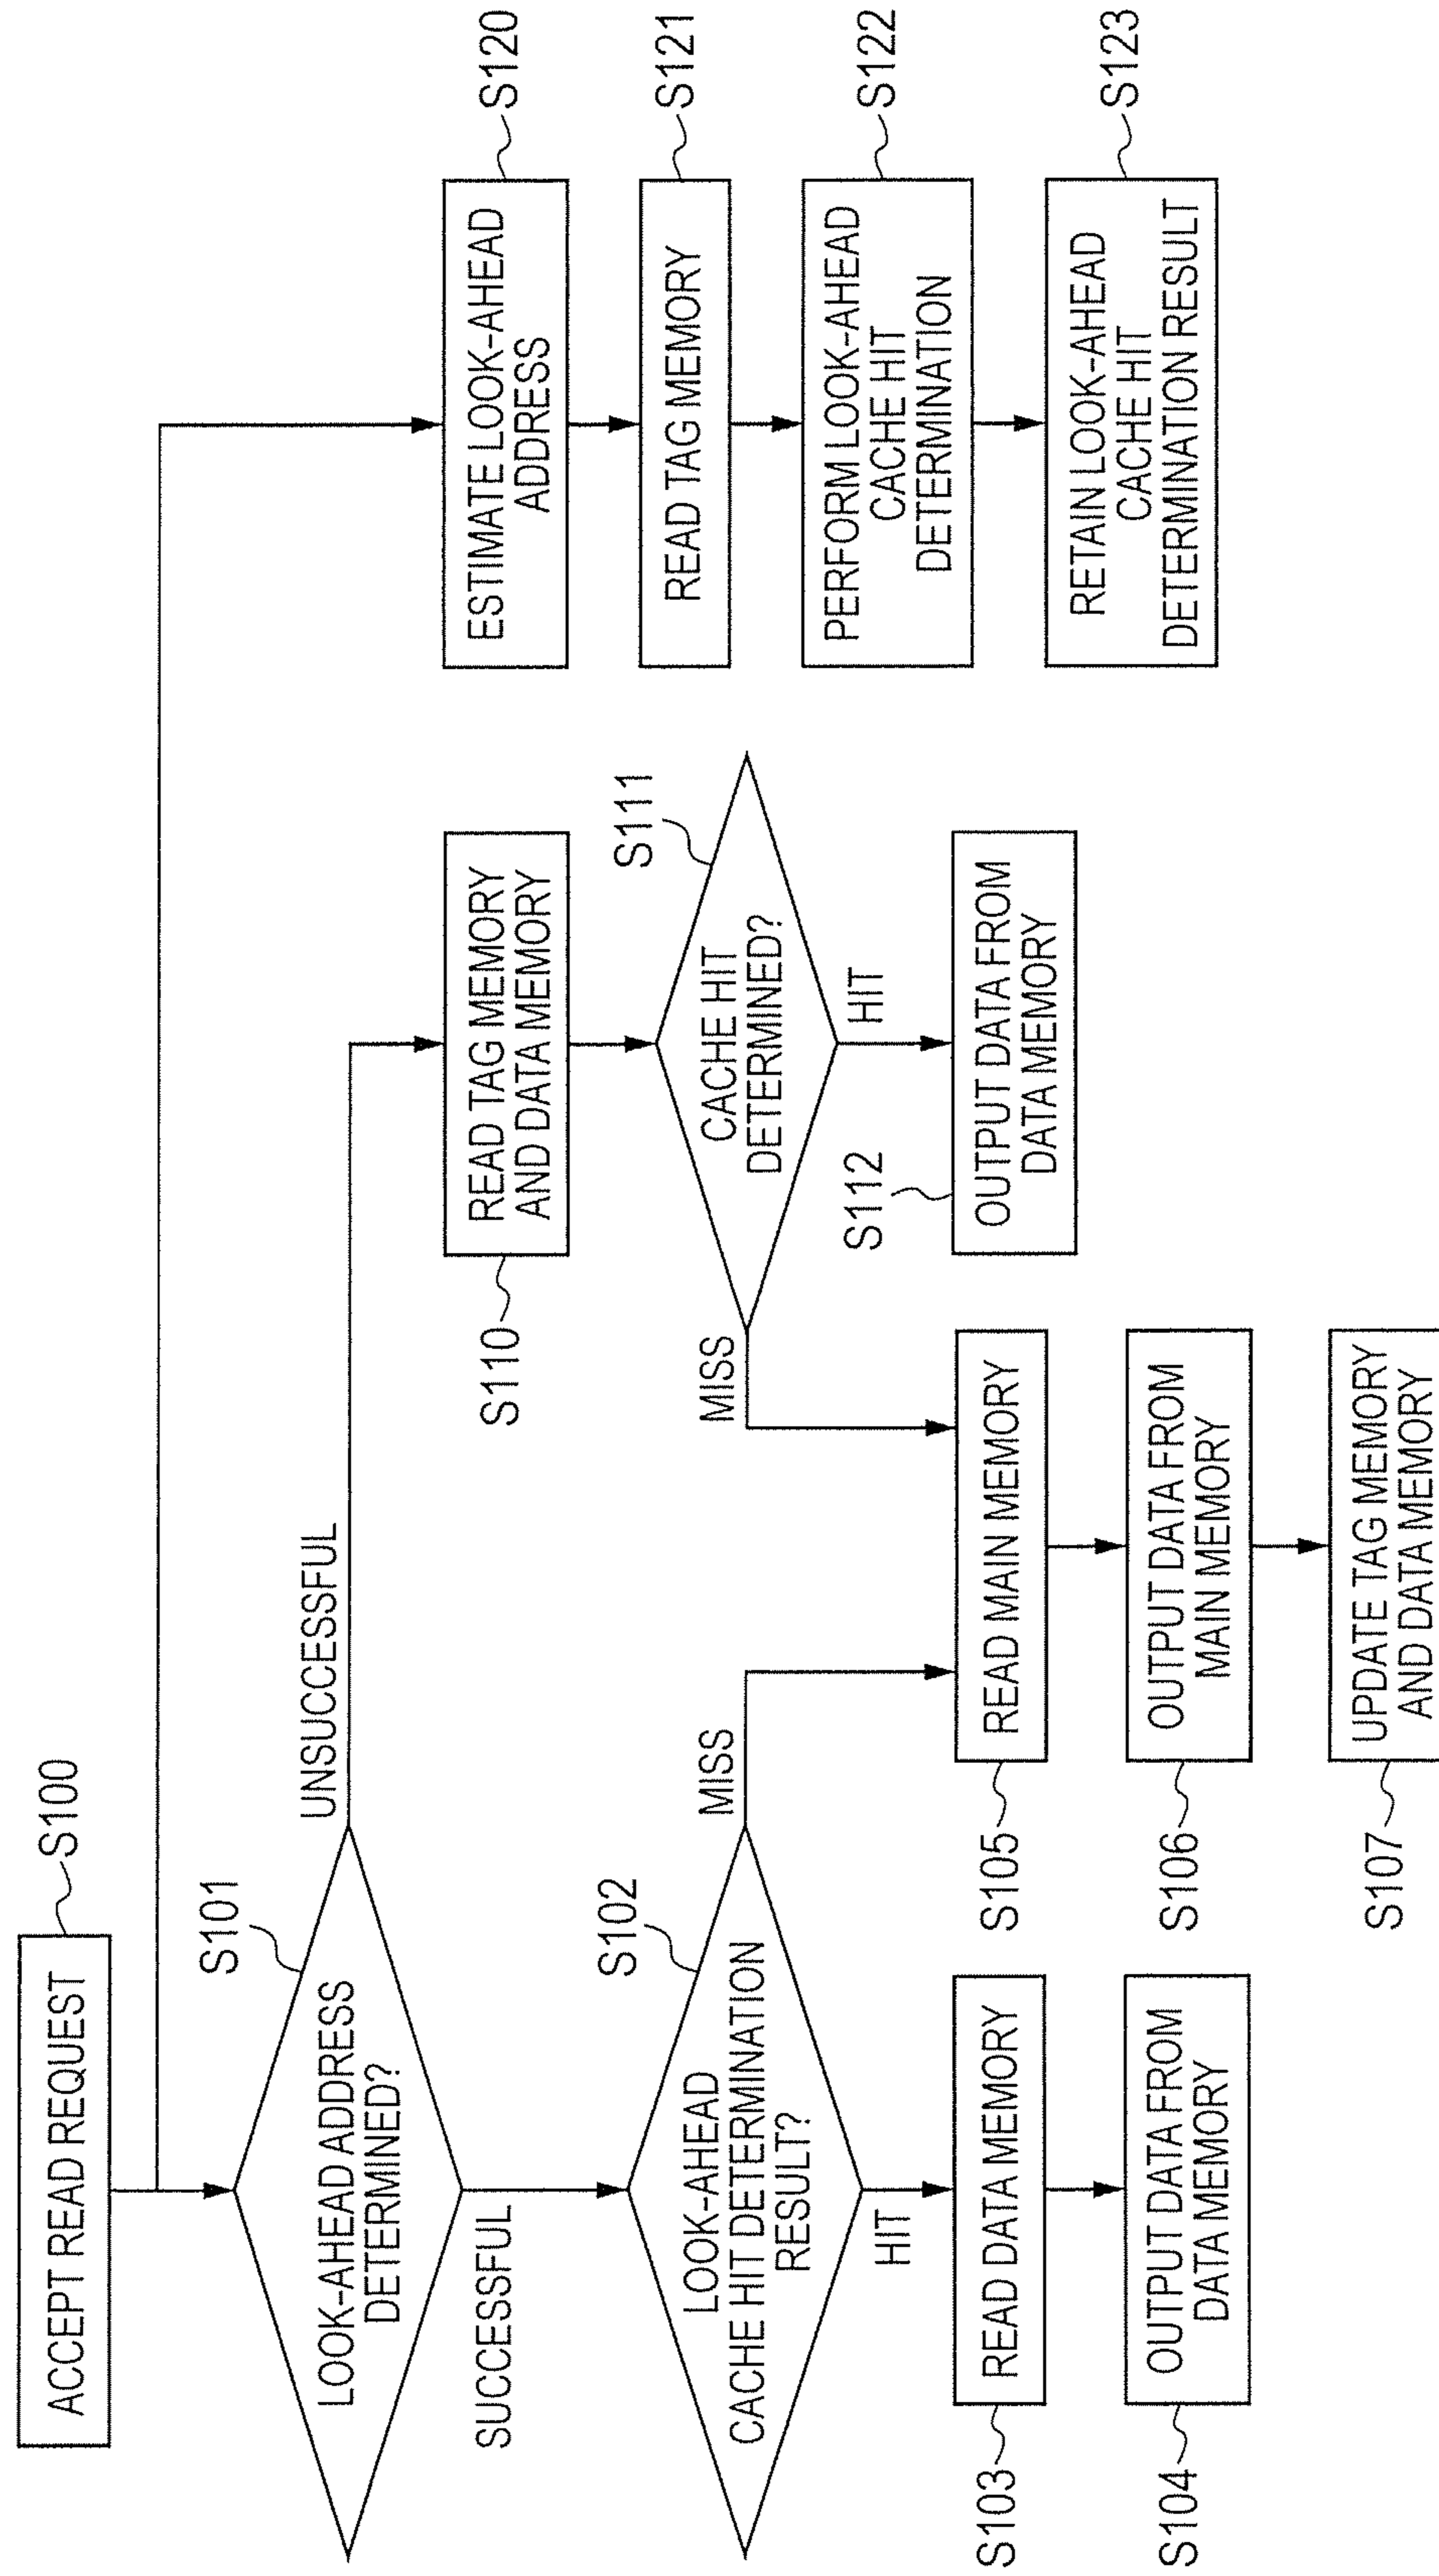 ACCEPT READ REQUEST
S100
LOOK-AHEAD ADDRESS
DETERMINED?
S101
UNSUCCESSFUL
SUCCESSFUL
LOOK-AHEAD
CACHE HIT DETERMINATION
RESULT?
S102
MISS
HIT
READ DATA MEMORY
S103
OUTPUT DATA FROM
DATA MEMORY
S104
READ MAIN MEMORY
S105
OUTPUT DATA FROM
MAIN MEMORY
S106
UPDATE TAG MEMORY
AND DATA MEMORY
S107
READ TAG MEMORY
AND DATA MEMORY
S110
CACHE HIT
DETERMINED?
S111
MISS
HIT
OUTPUT DATA FROM
DATA MEMORY
S112
ESTIMATE LOOK-AHEAD
ADDRESS
S120
READ TAG MEMORY
S121
PERFORM LOOK-AHEAD
CACHE HIT
DETERMINATION
S122
RETAIN LOOK-AHEAD
CACHE HIT
DETERMINATION RESULT
S123